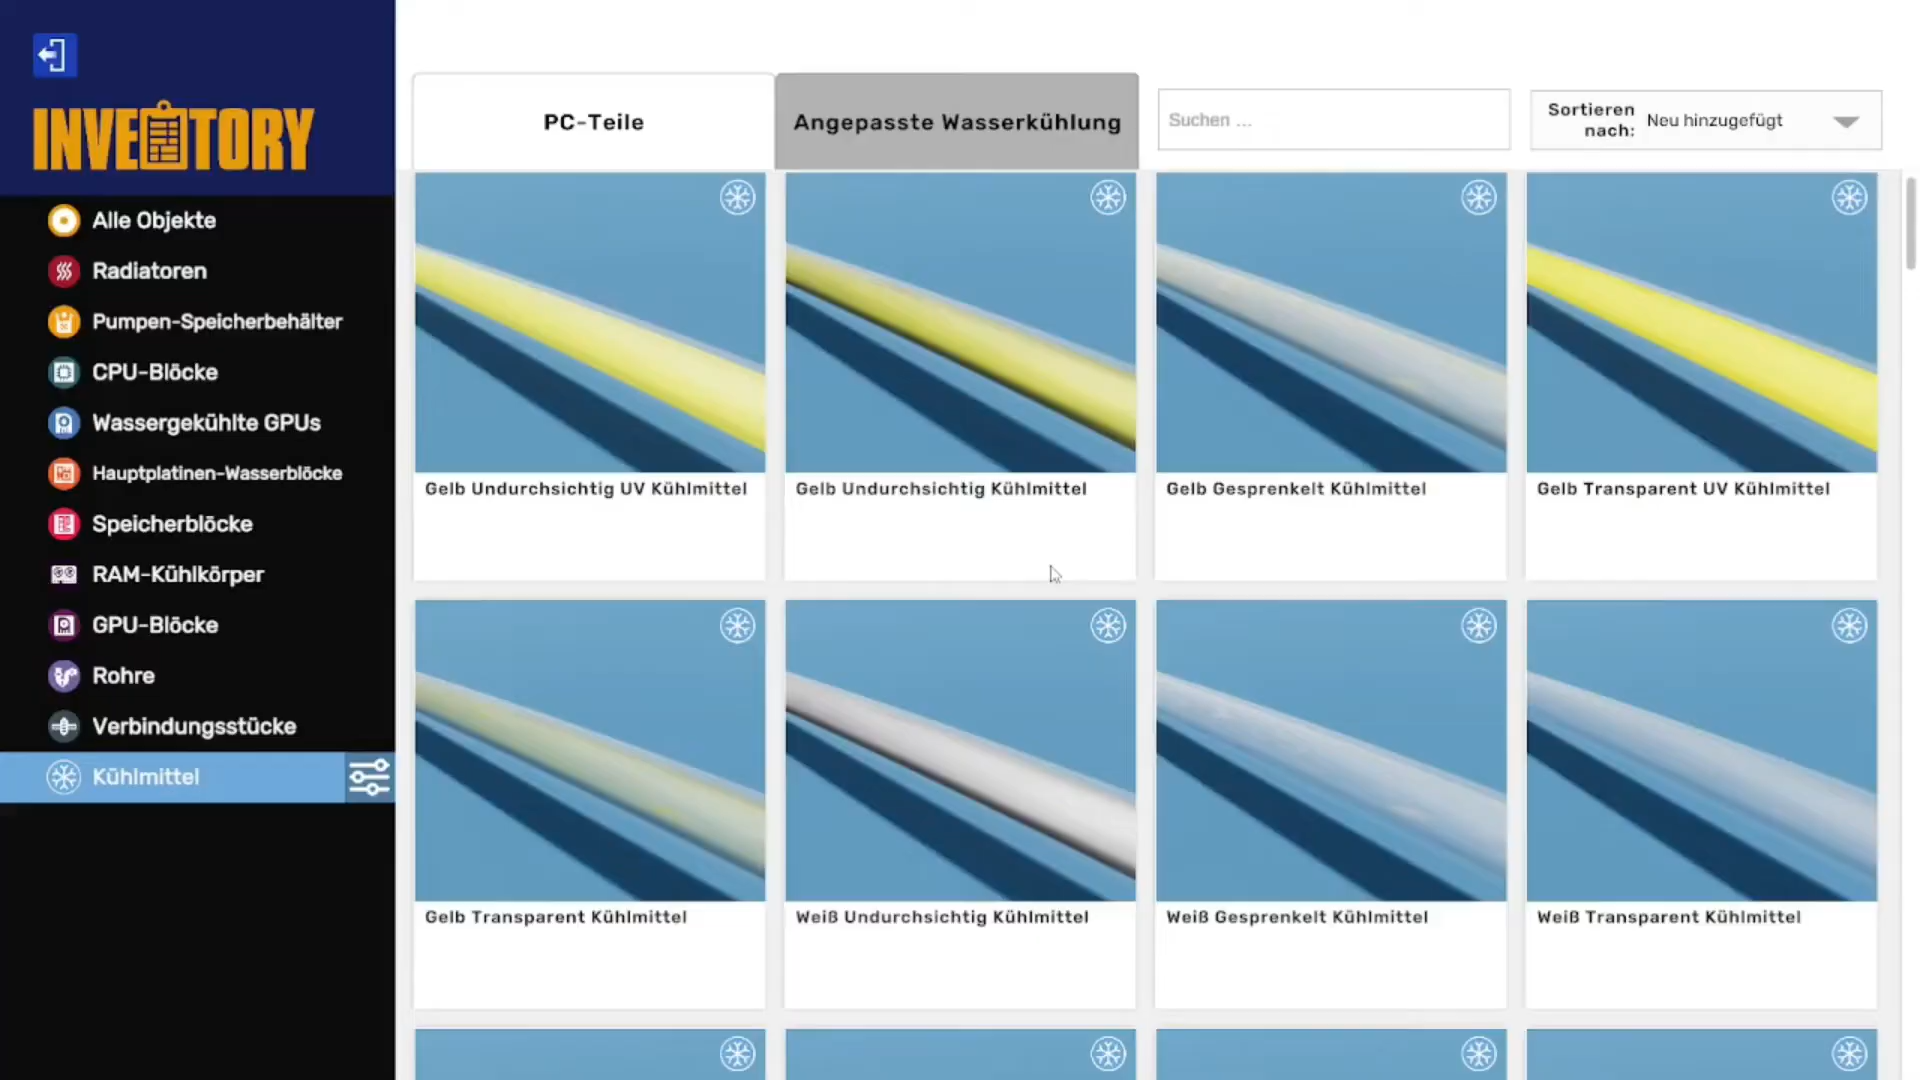 INVENTORY
Alle Objekte
Radiatoren
Pumpen-Speicherbehälter
CPU-Blöcke
Wassergekühlte GPUs
Hauptplatinen-Wasserblöcke
Speicherblöcke
RAM-Kühlkörper
GPU-Blöcke
Rohre
Verbindungsstücke
Kühlmittel
PC-Teile
Angepasste Wasserkühlung
Suchen ...
Sortieren
nach:
Neu hinzugefügt
Gelb Undurchsichtig UV Kühlmittel
Gelb Undurchsichtig Kühlmittel
Gelb Gesprenkelt Kühlmittel
Gelb Transparent UV Kühlmittel
Gelb Transparent Kühlmittel
Weiß Undurchsichtig Kühlmittel
Weiß Gesprenkelt Kühlmittel
Weiß Transparent Kühlmittel